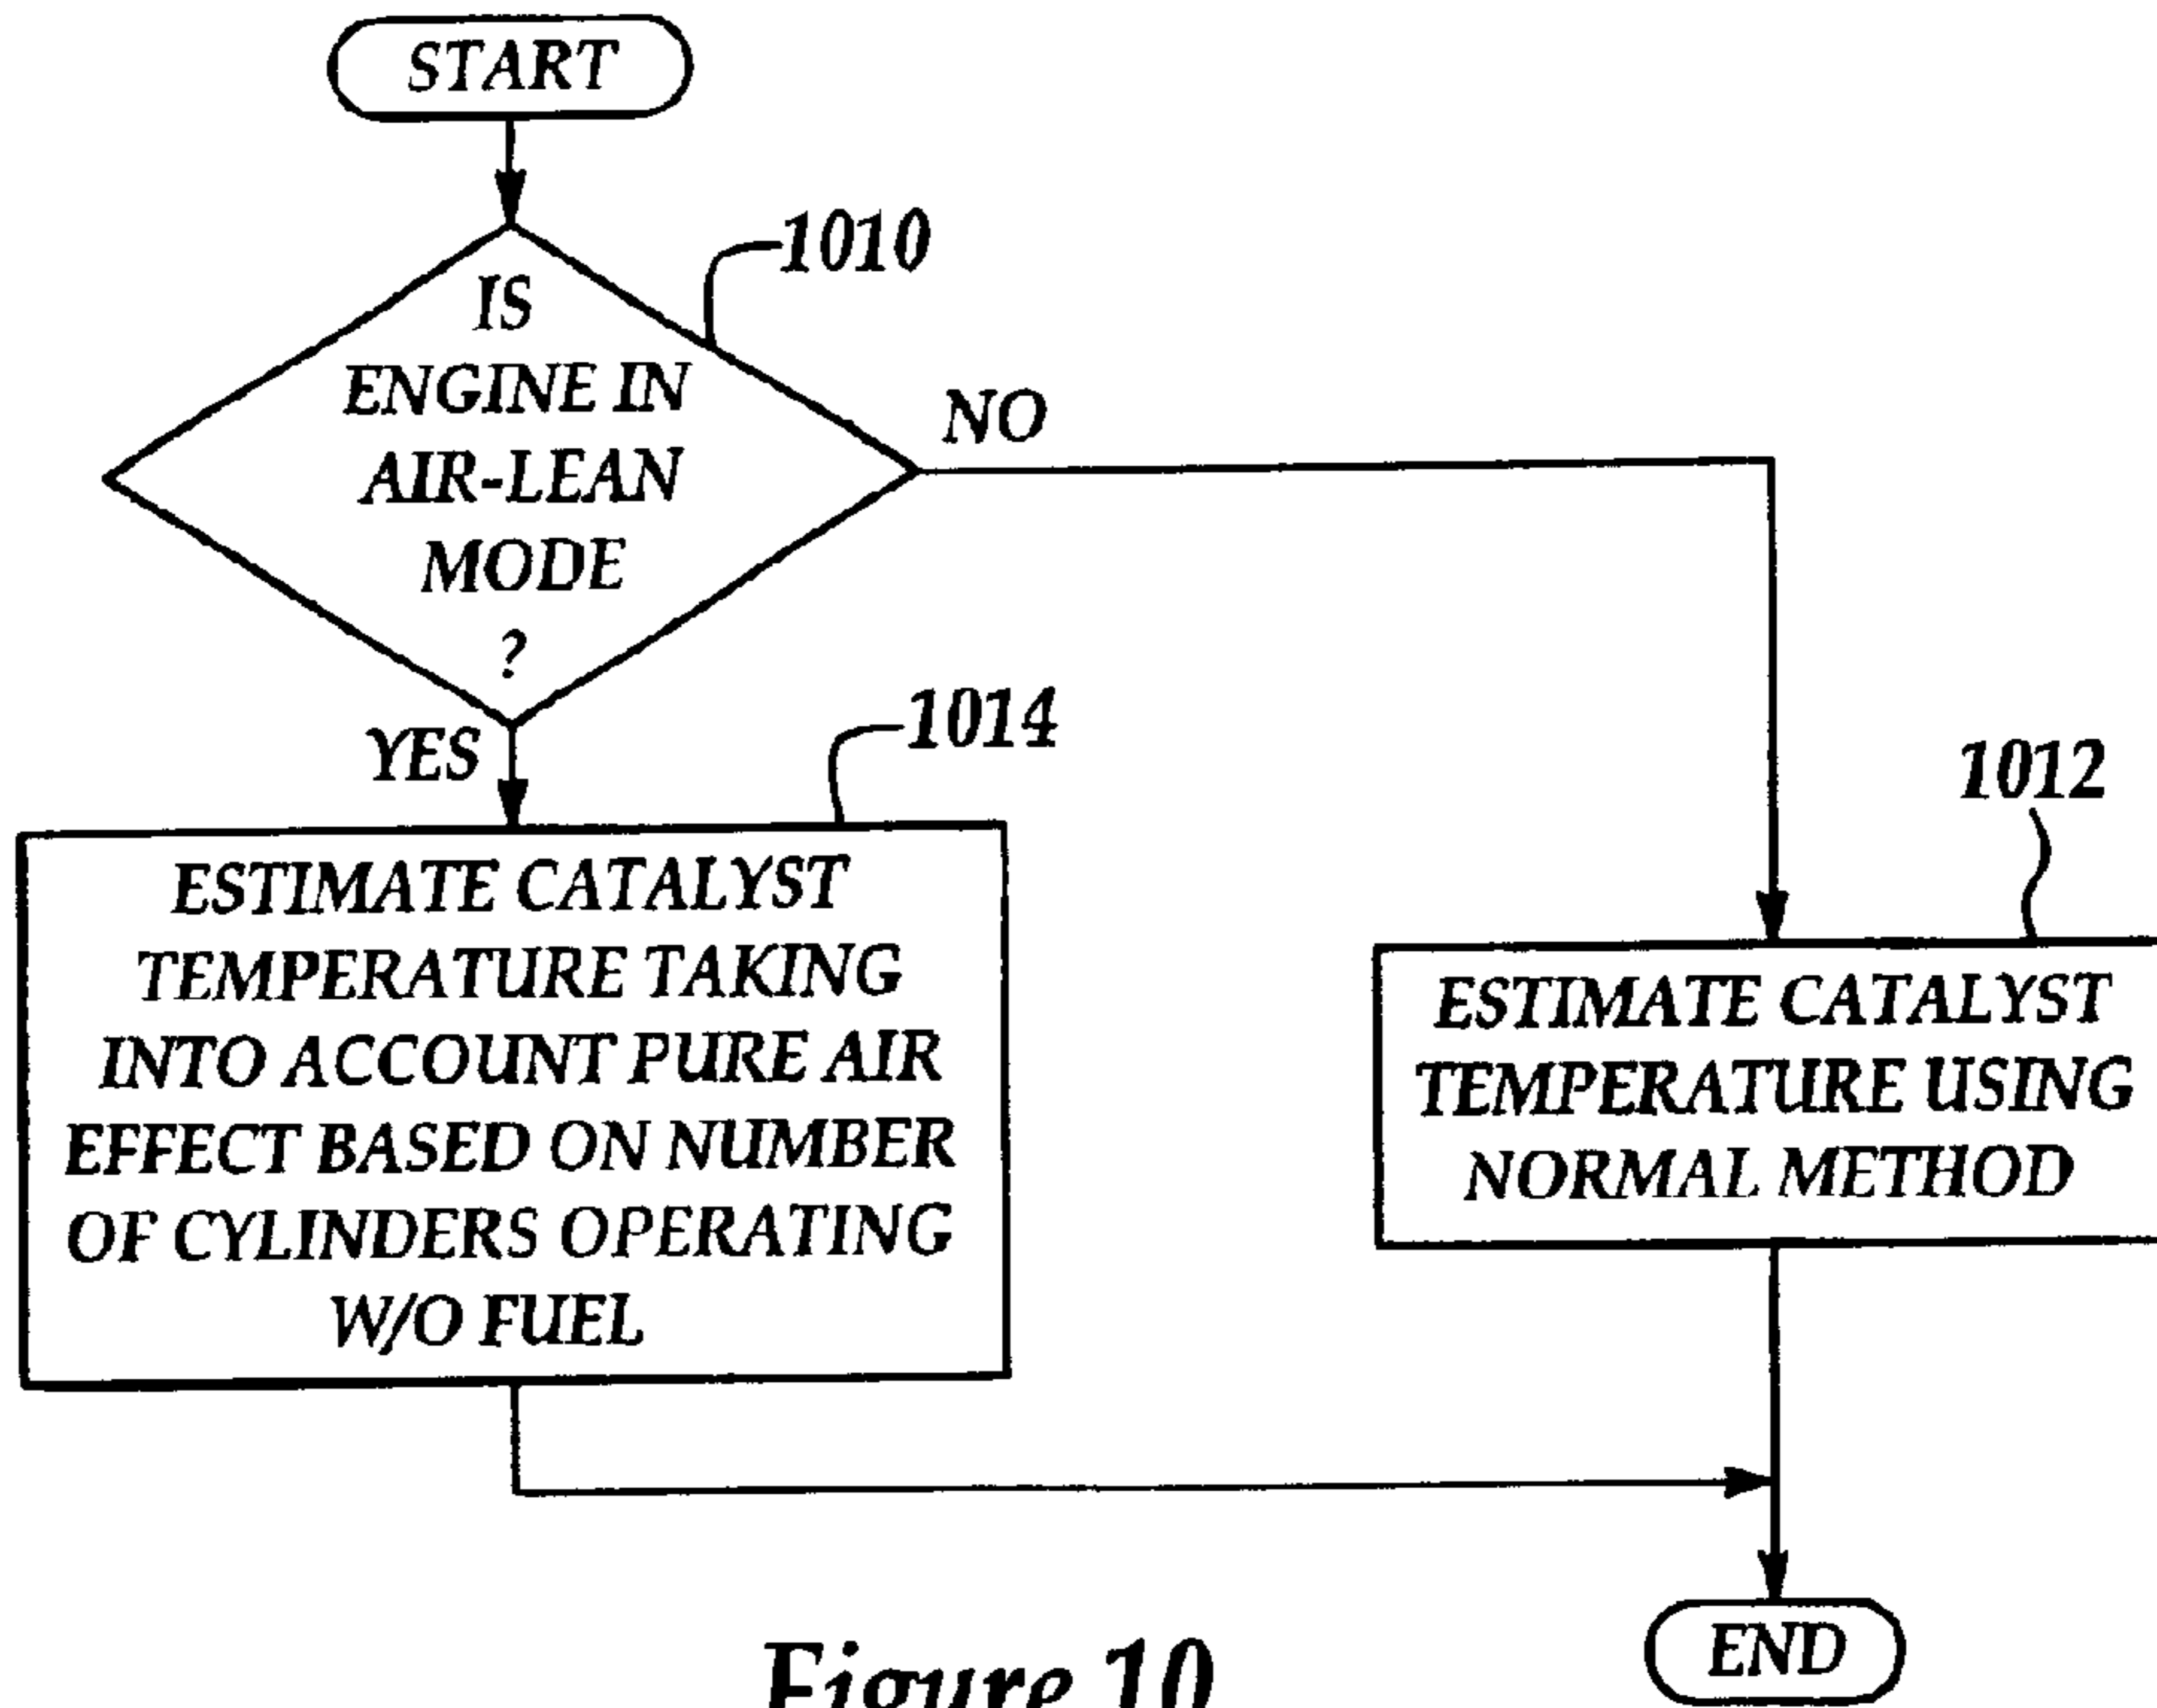 START
1010
IS
ENGINE IN
AIR-LEAN
MODE
?
NO
YES
1014
ESTIMATE CATALYST
TEMPERATURE TAKING
INTO ACCOUNT PURE AIR
EFFECT BASED ON NUMBER
OF CYLINDERS OPERATING
W/O FUEL
1012
ESTIMATE CATALYST
TEMPERATURE USING
NORMAL METHOD
END
Figure 10